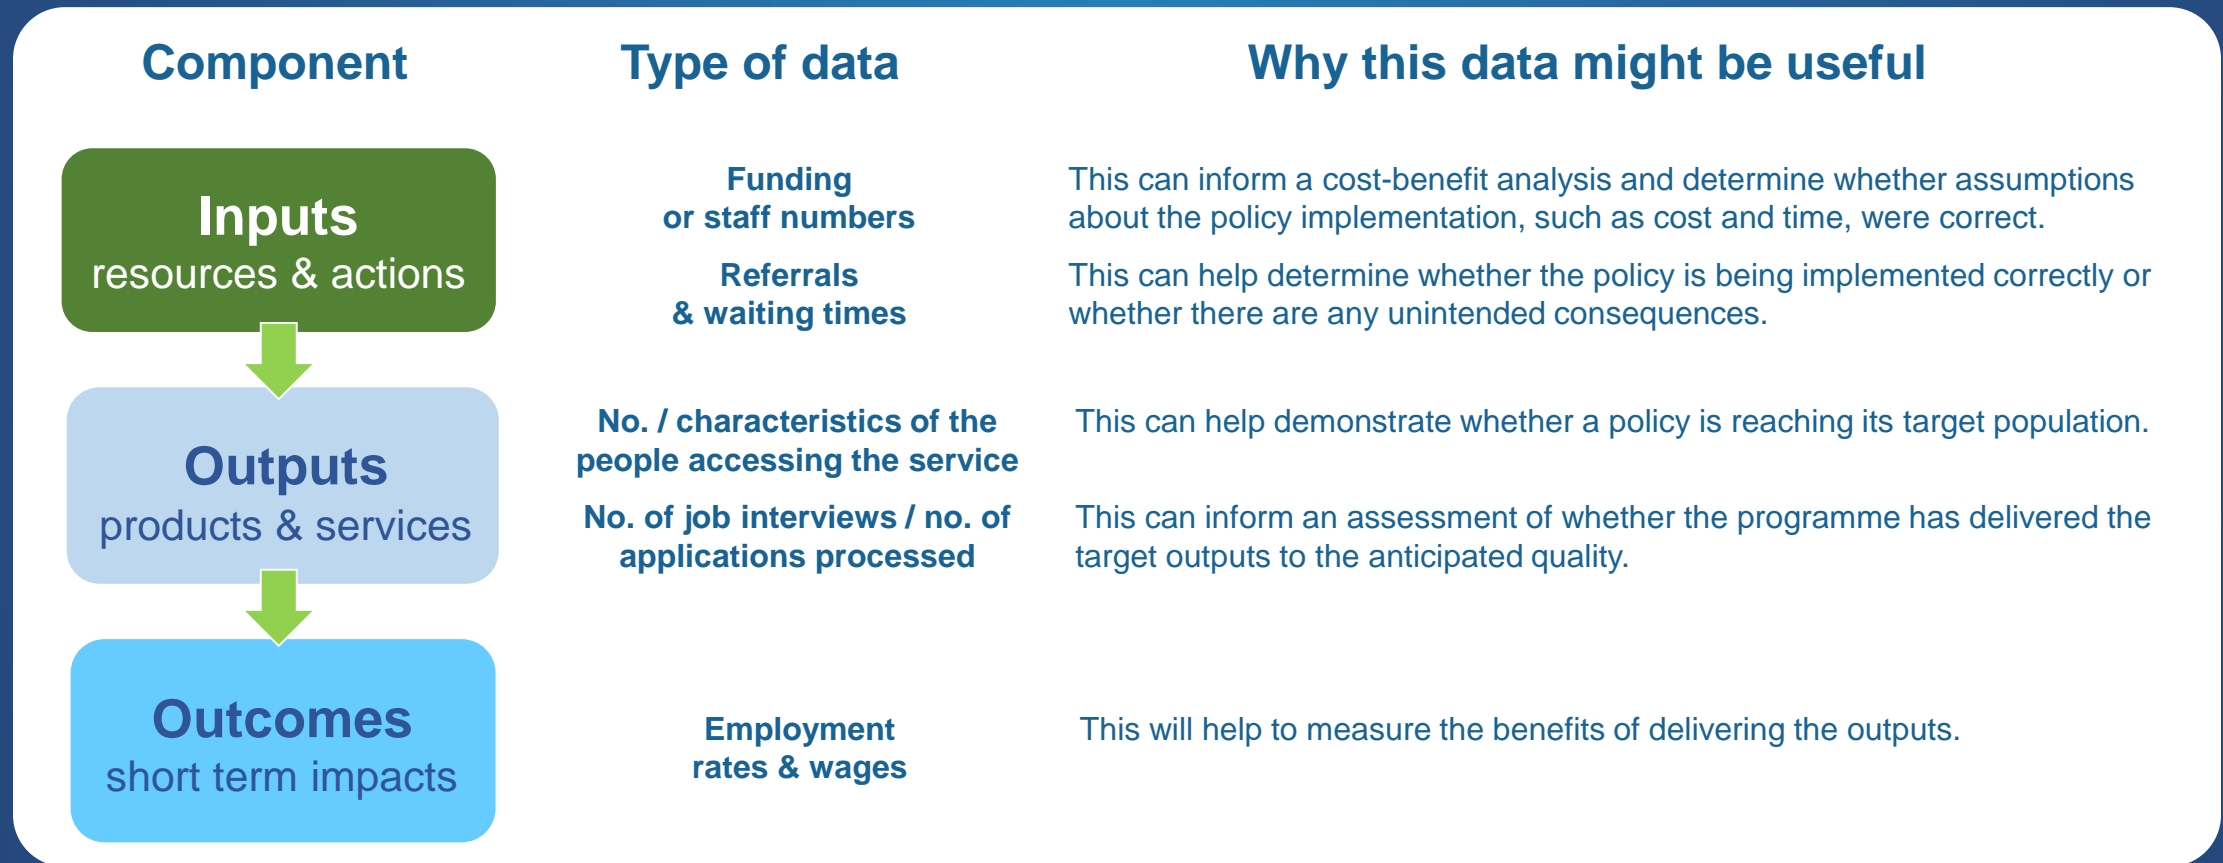 Component
Type of data
Why this data might be useful
Inputs
resources & actions
Funding
or staff numbers
This can inform a cost-benefit analysis and determine whether assumptions
about the policy implementation, such as cost and time, were correct.
Referrals
& waiting times
This can help determine whether the policy is being implemented correctly or
whether there are any unintended consequences.
Outputs
products & services
No. / characteristics of the
people accessing the service
This can help demonstrate whether a policy is reaching its target population.
No. of job interviews / no. of
applications processed
This can inform an assessment of whether the programme has delivered the
target outputs to the anticipated quality.
Outcomes
short term impacts
Employment
rates & wages
This will help to measure the benefits of delivering the outputs.